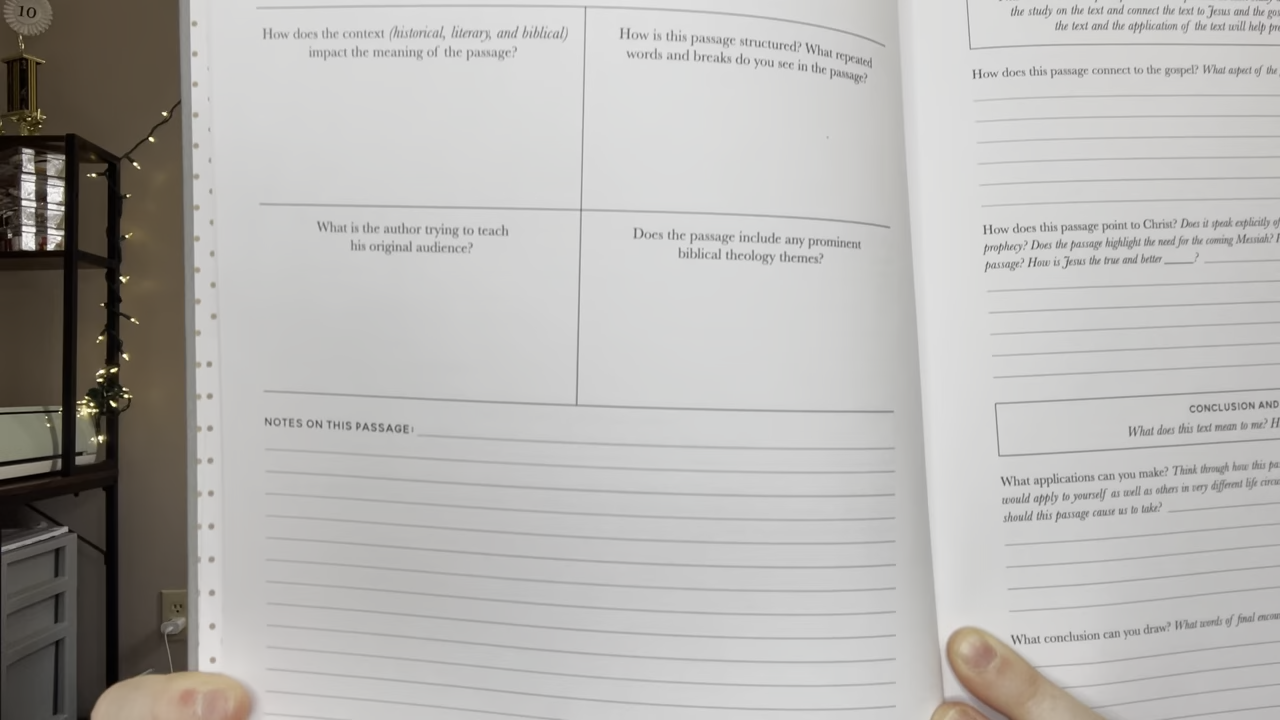 10
How does the context (historical, literary, and biblical)
impact the meaning of the passage?
How is this passage structured? What repeated
words and breaks do you see in the passage?
What is the author trying to teach
his original audience?
Does the passage include any prominent
biblical theology themes?
NOTES ON THIS PASSAGE:
the study on the text and connect the text to Jesus and the
the text and the application of the text will help
How does this passage connect to the gospel? What aspect of the
How does this passage point to Christ? Does it speak explicitly of
prophecy? Does the passage highlight the need for the coming Messiah?
passage? How is Jesus the true and better _____?
CONCLUSION AND
What does this text mean to me?
What applications can you make? Think through how this
would apply to yourself as well as others in very different life
should this passage cause us to take?
What conclusion can you draw? What words of final